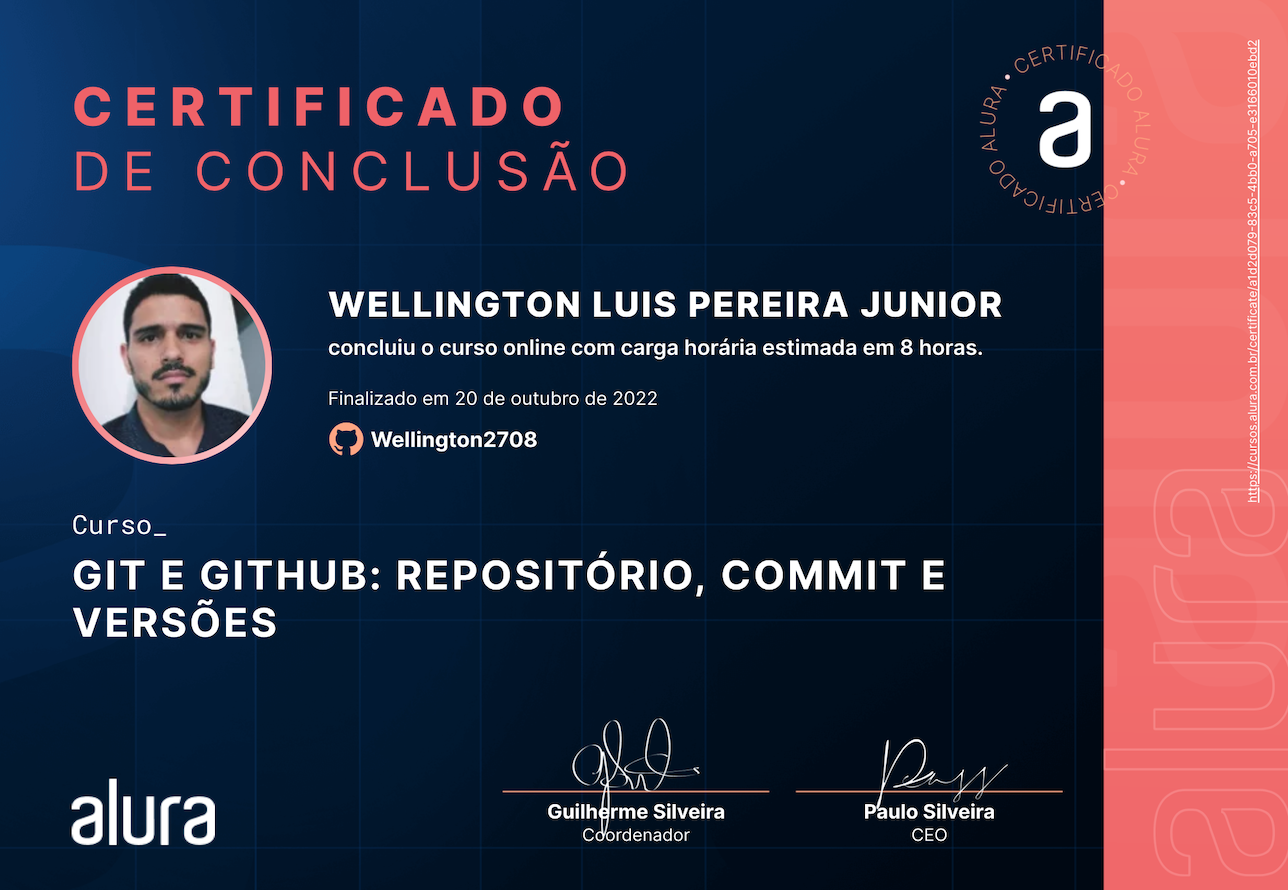 CERTIFICADO
DE CONCLUSÃO
CERTIFICADO ALURA • CERTIFICADO ALURA •
a
WELLINGTON LUIS PEREIRA JUNIOR
concluiu o curso online com carga horária estimada em 8 horas.
Finalizado em 20 de outubro de 2022
Wellington2708
Curso_
GIT E GITHUB: REPOSITÓRIO, COMMIT E
VERSÕES
alura
Guilherme Silveira
Coordenador
Paulo Silveira
CEO
https://cursos.alura.com.br/certificate/a1d2d079-83c5-4bb0-a705-e3166010ebd2
alura